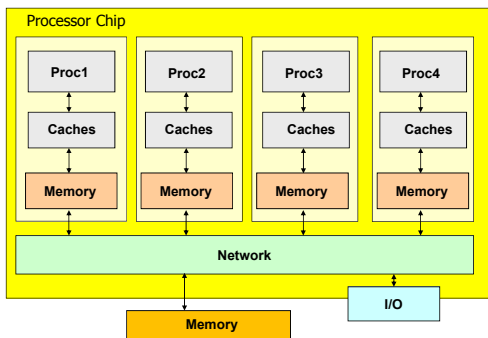 Processor Chip
Proc1
Proc2
Proc3
Proc4
Caches
Caches
Caches
Caches
Memory
Memory
Memory
Memory
Network
I/O
Memory